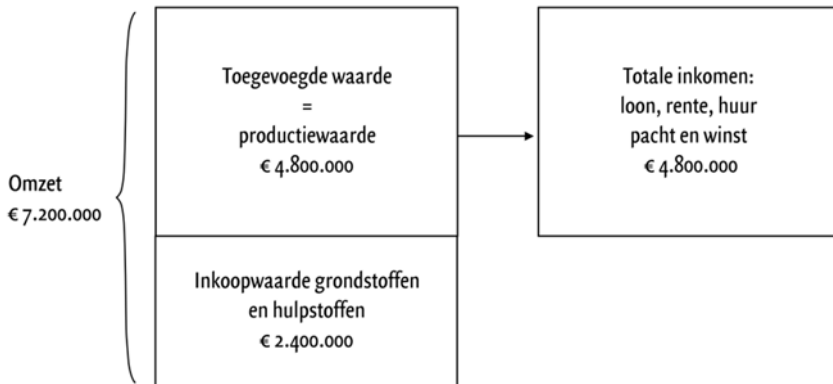 Omzet
€ 7.200.000
Toegevoegde waarde
=
productiewaarde
€ 4.800.000
Inkoopwaarde grondstoffen
en hulpstoffen
€ 2.400.000
Totale inkomen:
loon, rente, huur
pacht en winst
€ 4.800.000